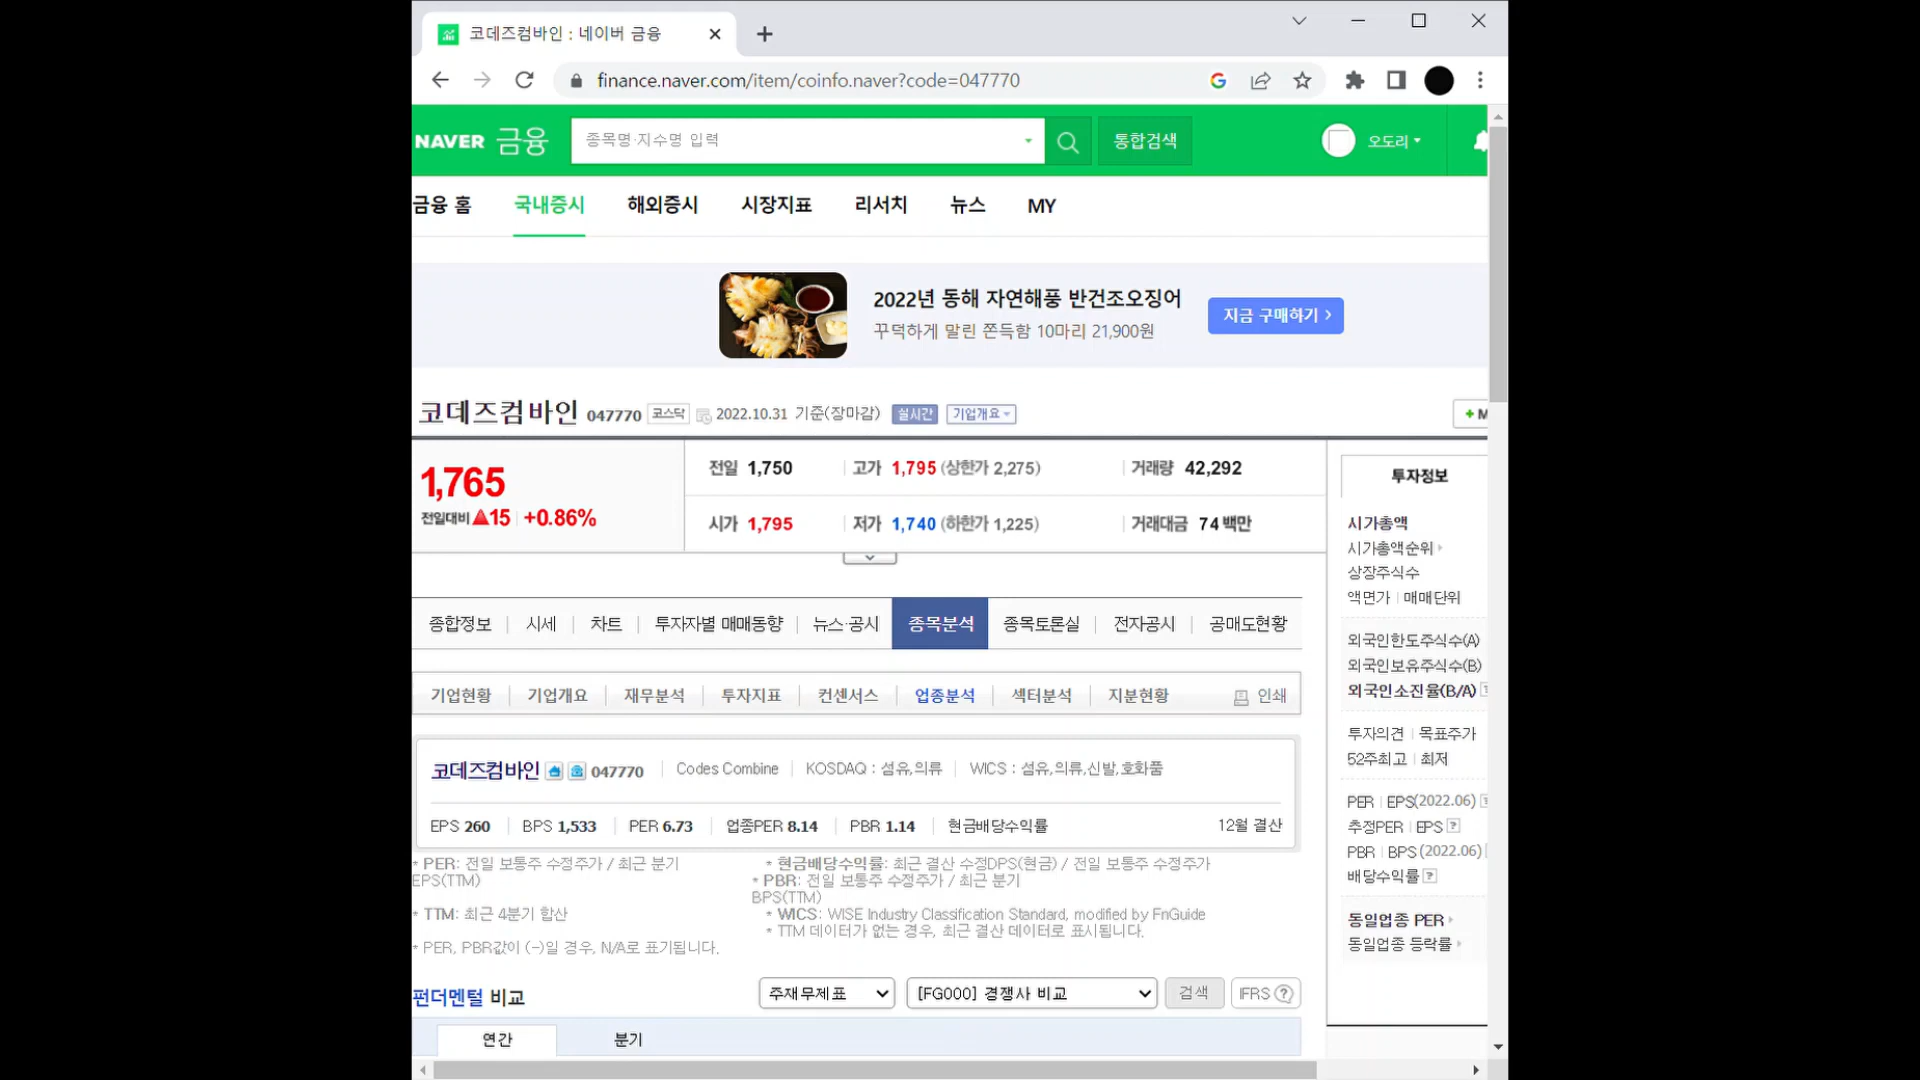 코데즈컴바인 : 네이버 금융
finance.naver.com/item/coinfo.naver?code=047770
NAVER 금융
종목명·지수명 입력
통합검색
오도리
금융 홈 국내증시 해외증시 시장지표 리서치 뉴스 MY
2022년 동해 자연해풍 반건조오징어
꾸덕하게 말린 쫀득함 10마리 21,900원
지금 구매하기 >
코데즈컴바인 047770 코스닥 2022.10.31 기준(장마감) 실시간 기업개요
+ M
1,765
전일대비 ▲15 +0.86%
전일 1,750 고가 1,795 (상한가 2,275) 거래량 42,292
시가 1,795 저가 1,740 (하한가 1,225) 거래대금 74 백만
투자정보
시가총액
시가총액순위
상장주식수
액면가 | 매매단위
외국인한도주식수(A)
외국인보유주식수(B)
외국인소진율(B/A) ?
투자의견 | 목표주가
52주최고 | 최저
PER | EPS(2022.06) ?
추정PER | EPS ?
PBR | BPS (2022.06)
배당수익률 ?
동일업종 PER
동일업종 등락률
종합정보 시세 차트 투자자별 매매동향 뉴스·공시 종목분석 종목토론실 전자공시 공매도현황
기업현황 기업개요 재무분석 투자지표 컨센서스 업종분석 섹터분석 지분현황 인쇄
코데즈컴바인 047770 Codes Combine KOSDAQ : 섬유,의류 WICS : 섬유,의류,신발,호화품
EPS 260 BPS 1,533 PER 6.73 업종PER 8.14 PBR 1.14 현금배당수익률 12월 결산
* PER: 전일 보통주 수정주가 / 최근 분기
EPS(TTM)
* TTM: 최근 4분기 합산
* PER, PBR값이 (-)일 경우, N/A로 표기됩니다.
* 현금배당수익률: 최근 결산 수정DPS(현금) / 전일 보통주 수정주가
* PBR: 전일 보통주 수정주가 / 최근 분기
BPS(TTM)
* WICS: WISE Industry Classification Standard, modified by FnGuide
* TTM 데이터가 없는 경우, 최근 결산 데이터로 표시됩니다.
펀더멘털 비교
주재무제표 [FG000] 경쟁사 비교 검색 IFRS ?
연간 분기